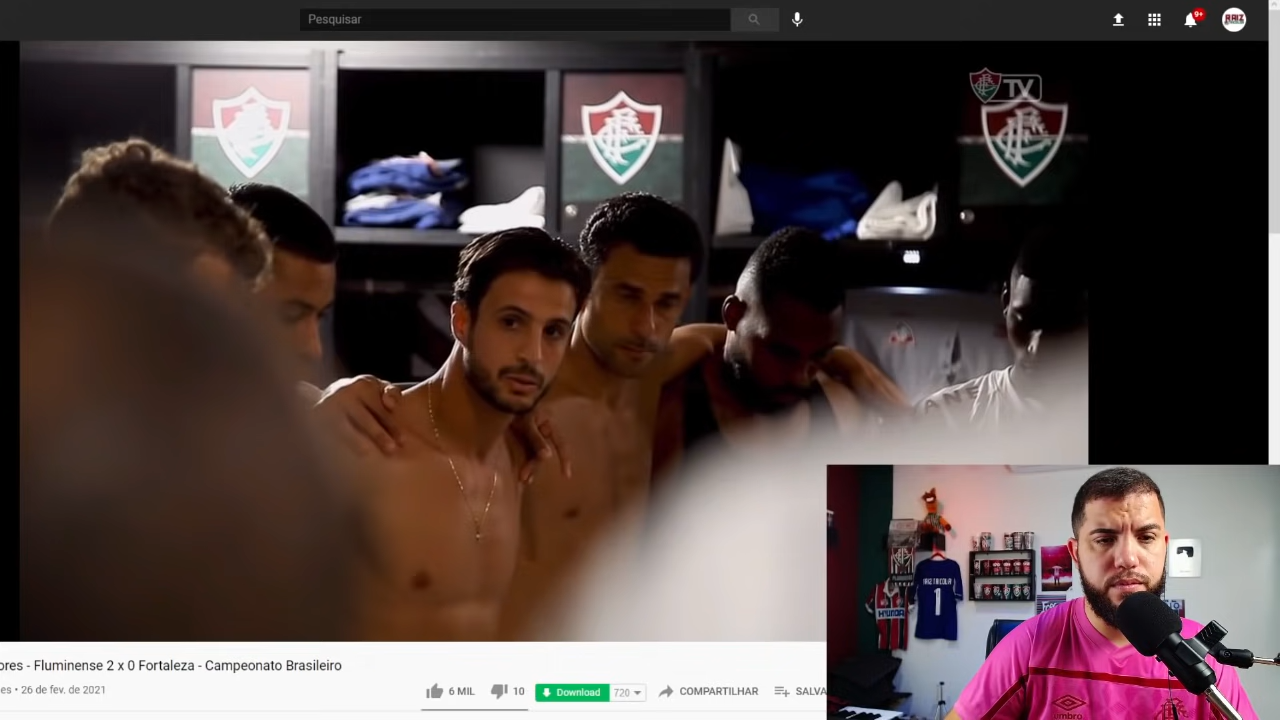 Pesquisar
9+
RAIZ
TV
ores - Fluminense 2 x 0 Fortaleza - Campeonato Brasileiro
es • 26 de fev. de 2021
6 MIL
10
Download
720
COMPARTILHAR
SALVA
1
HYUNDAI
umbro